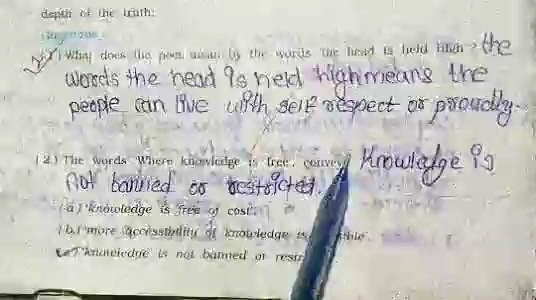 depth of the truth.
(1) What does the poet mean by the words the head is held high? the
words the head is held high means the
people can live with self respect or proudly.
(2) The words 'Where knowledge is free', convey Knowledge is
Not banned or restricted.
(a) knowledge is free of cost.
(b) more accessibility of knowledge is
(c) knowledge is not banned or